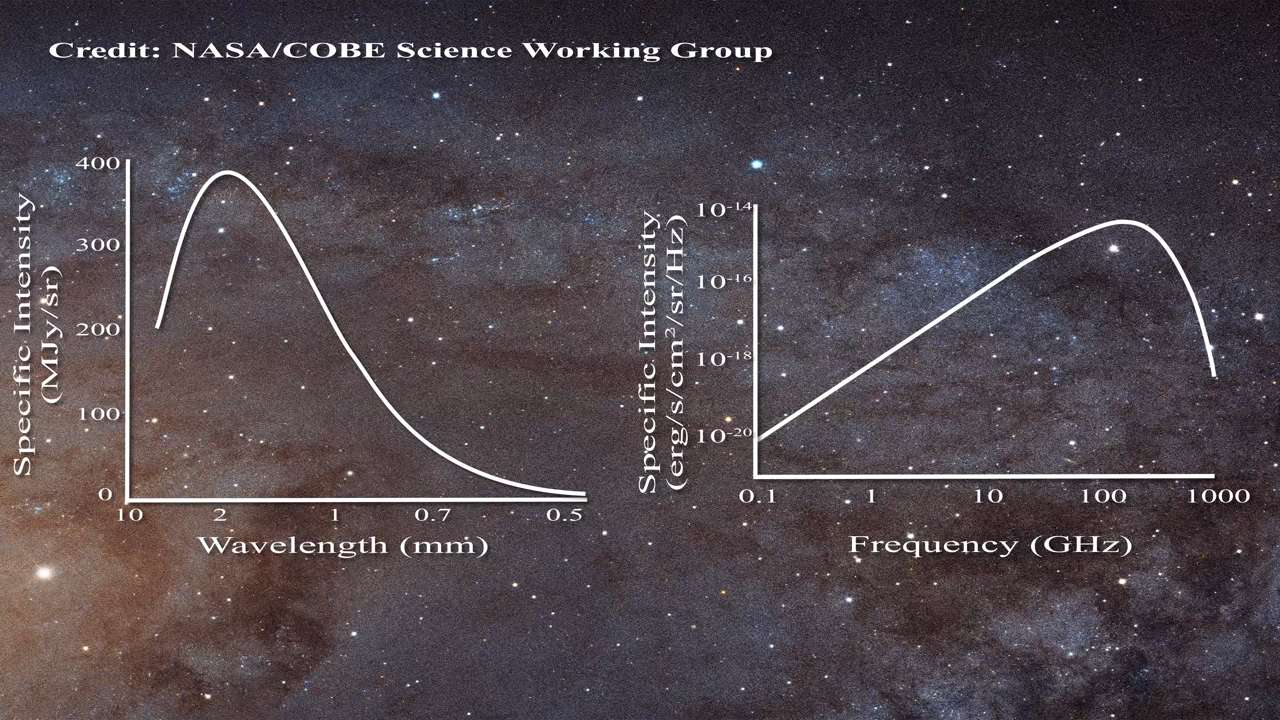 Credit: NASA/COBE Science Working Group
Specific Intensity
(MJy/sr)
400
300
200
100
0
10 2 1 0.7 0.5
Wavelength (mm)
Specific Intensity
(erg/s/cm²/sr/Hz)
10⁻¹⁴
10⁻¹⁶
10⁻¹⁸
10⁻²⁰
0.1 1 10 100 1000
Frequency (GHz)